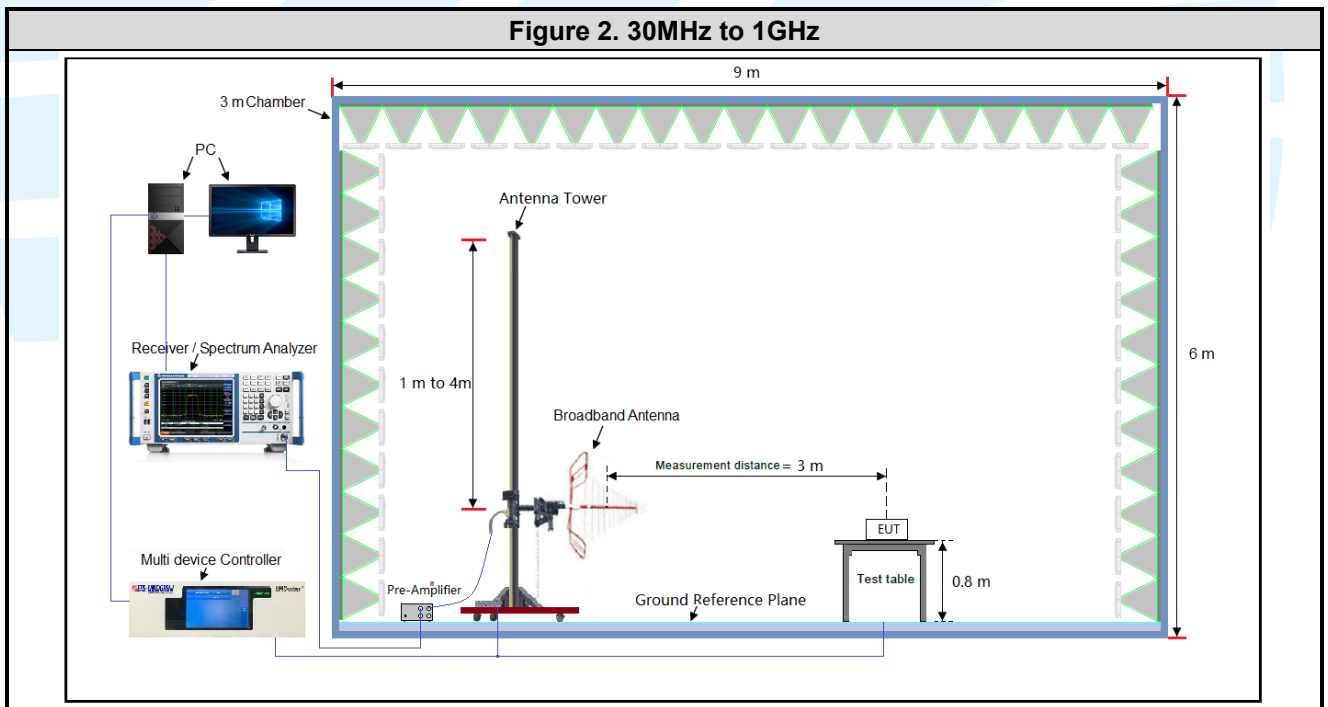 Figure 2. 30MHz to 1GHz
9 m
3 m Chamber
PC
Antenna Tower
Receiver / Spectrum Analyzer
1 m to 4m
6 m
Broadband Antenna
Measurement distance = 3 m
EUT
Multi device Controller
Pre-Amplifier
Test table
0.8 m
Ground Reference Plane